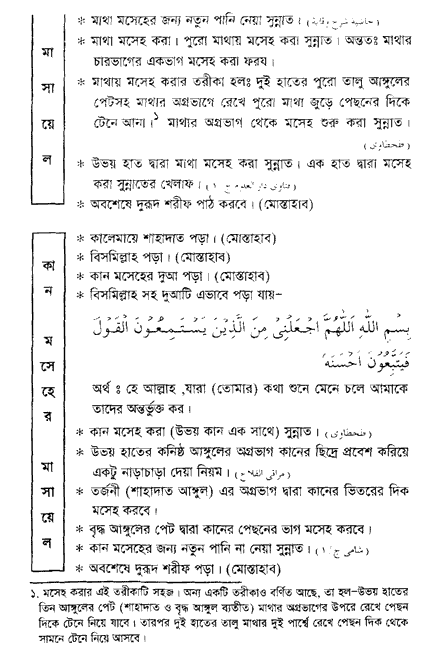 * মাথা মসেহের জন্য নতুন পানি নেয়া সুন্নাত। (حاشية شرح وقاية)
* মাথা মসেহ করা। পুরো মাথায় মসেহ করা সুন্নাত। অন্ততঃ মাথার
চারভাগের একভাগ মসেহ করা ফরয।
* মাথায় মসেহ করার তরীকা হলঃ দুই হাতের পুরো তালু আঙ্গুলের
পেটসহ মাথার অগ্রভাগে রেখে পুরো মাথা জুড়ে পেছনের দিকে
টেনে আনা।১ মাথার অগ্রভাগ থেকে মসেহ শুরু করা সুন্নাত।
(طحطاوى)
* উভয় হাত দ্বারা মাথা মসেহ করা সুন্নাত। এক হাত দ্বারা মসেহ
করা সুন্নাতের খেলাফ। (فتاوى دار العلوم ج ١)
* অবশেষে দুরূদ শরীফ পাঠ করবে। (মোস্তাহাব)
মা
সা
য়ে
ল
* কালেমায়ে শাহাদাত পড়া। (মোস্তাহাব)
* বিসমিল্লাহ পড়া। (মোস্তাহাব)
* কান মসেহের দুআ পড়া। (মোস্তাহাব)
* বিসমিল্লাহ সহ দুআটি এভাবে পড়া যায়–
بِسْمِ اللهِ اَللّٰهُمَّ اجْعَلْنِىْ مِنَ الَّذِيْنَ يَسْتَمِعُوْنَ الْقَوْلَ
فَيَتَّبِعُوْنَ اَحْسَنَهٗ
অর্থ : হে আল্লাহ ,যারা (তোমার) কথা শুনে মেনে চলে আমাকে
তাদের অন্তর্ভুক্ত কর।
* কান মসেহ করা (উভয় কান এক সাথে) সুন্নাত। (طحطاوى)
* উভয় হাতের কনিষ্ঠ আঙ্গুলের অগ্রভাগ কানের ছিদ্রে প্রবেশ করিয়ে
একটু নাড়াচাড়া দেয়া নিয়ম। (مراقى الفلاح)
* তর্জনী (শাহাদাত আঙ্গুল) এর অগ্রভাগ দ্বারা কানের ভিতরের দিক
মসেহ করবে।
* বৃদ্ধ আঙ্গুলের পেট দ্বারা কানের পেছনের ভাগ মসেহ করবে।
* কান মসেহের জন্য নতুন পানি না নেয়া সুন্নাত। (شامى ج ١)
* অবশেষে দুরূদ শরীফ পড়া। (মোস্তাহাব)
কা
ন
ম
সে
হে
র
মা
সা
য়ে
ল
১. মসেহ করার এই তরীকাটি সহজ। অন্য একটি তরীকাও বর্ণিত আছে, তা হল–উভয় হাতের
তিন আঙ্গুলের পেট (শাহাদাত ও বৃদ্ধ আঙ্গুল ব্যতীত) মাথার অগ্রভাগের উপরে রেখে পেছন
দিকে টেনে নিয়ে যাবে। তারপর দুই হাতের তালু মাথার দুই পার্শ্বে রেখে পেছন দিক থেকে
সামনে টেনে নিয়ে আসবে।